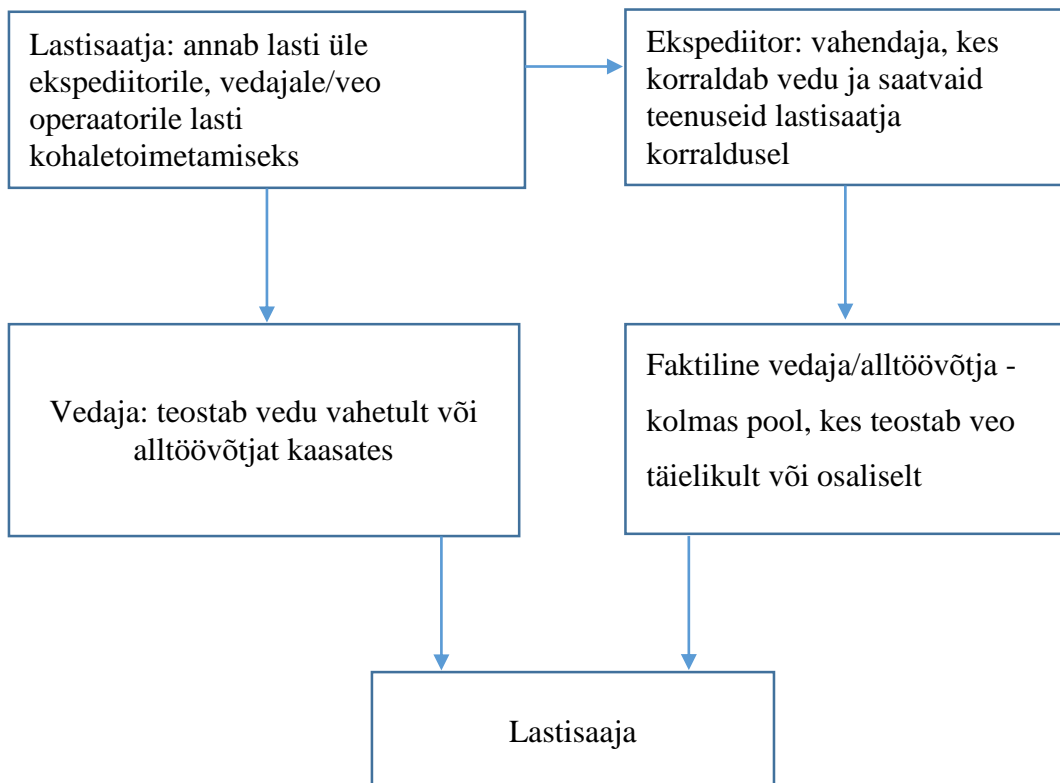 Lastisaatja: annab lasti üle
ekspediitorile, vedajale/veo
operaatorile lasti
kohaletoimetamiseks
Ekspediitor: vahendaja, kes
korraldab vedu ja saatvaid
teenuseid lastisaatja
korraldusel
Vedaja: teostab vedu vahetult või
alltöövõtjat kaasates
Faktiline vedaja/alltöövõtja -
kolmas pool, kes teostab veo
täielikult või osaliselt
Lastisaaja